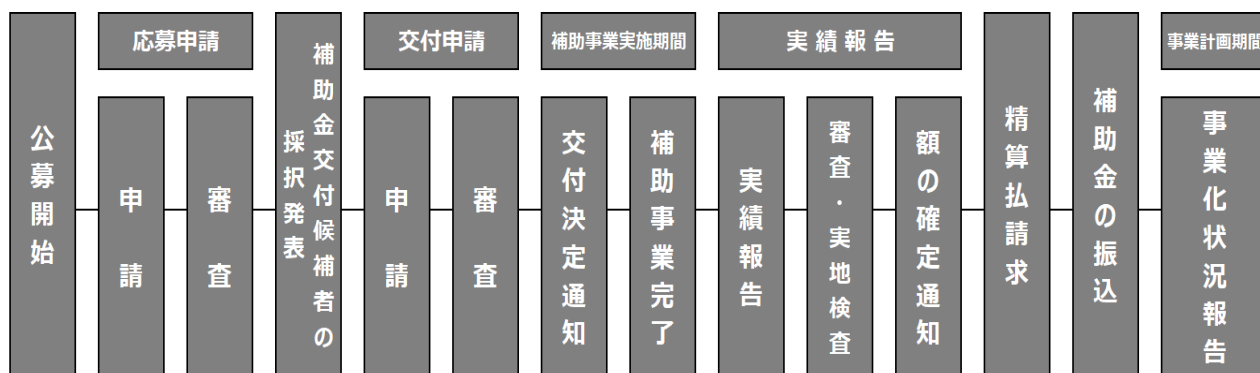 公募開始
応募申請
申請
審査
補助金交付候補者の
採択発表
交付申請
申請
審査
補助事業実施期間
交付決定通知
補助事業完了
実績報告
実績報告
審査・実地検査
額の確定通知
精算払請求
補助金の振込
事業計画期間
事業化状況報告